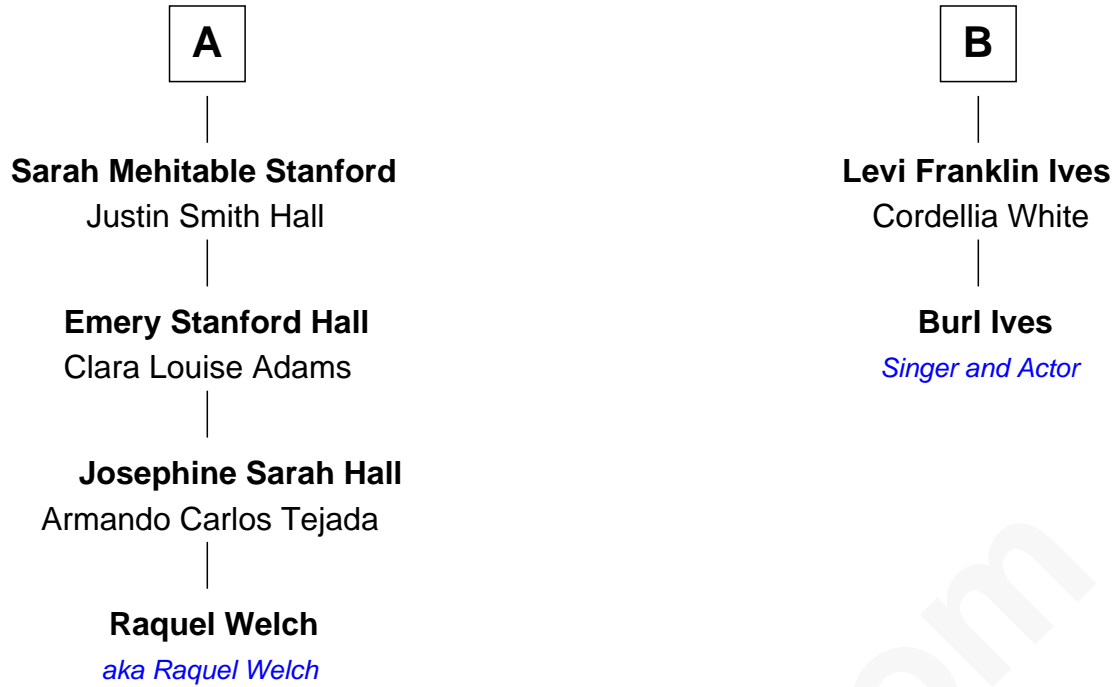 A
Sarah Mehitable Stanford
Justin Smith Hall
Emery Stanford Hall
Clara Louise Adams
Josephine Sarah Hall
Armando Carlos Tejada
Raquel Welch
aka Raquel Welch
B
Levi Franklin Ives
Cordellia White
Burl Ives
Singer and Actor
om